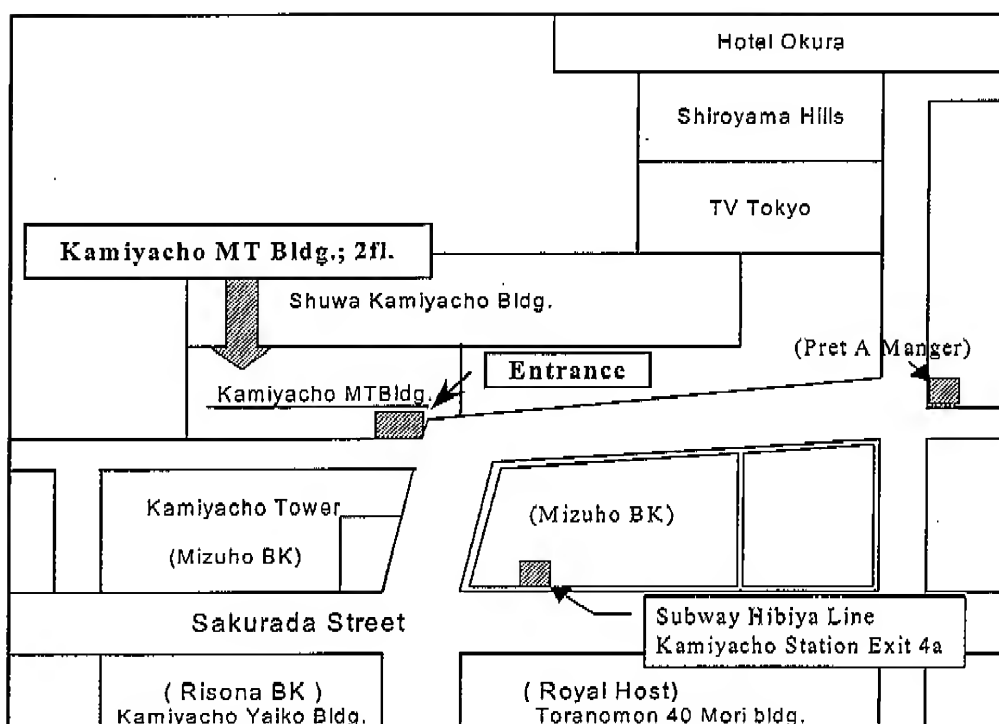 Hotel Okura
Shiroyama Hills
TV Tokyo
Kamiyacho MT Bldg.; 2fl.
Shuwa Kamiyacho Bldg.
(Pret A Manger)
Entrance
Kamiyacho MTBldg.
Kamiyacho Tower
(Mizuho BK)
(Mizuho BK)
Sakurada Street
Subway Hibiya Line
Kamiyacho Station Exit 4a
( Risona BK )
Kamiyacho Yaiko Bldg.
( Royal Host)
Toranomon 40 Mori bldg.